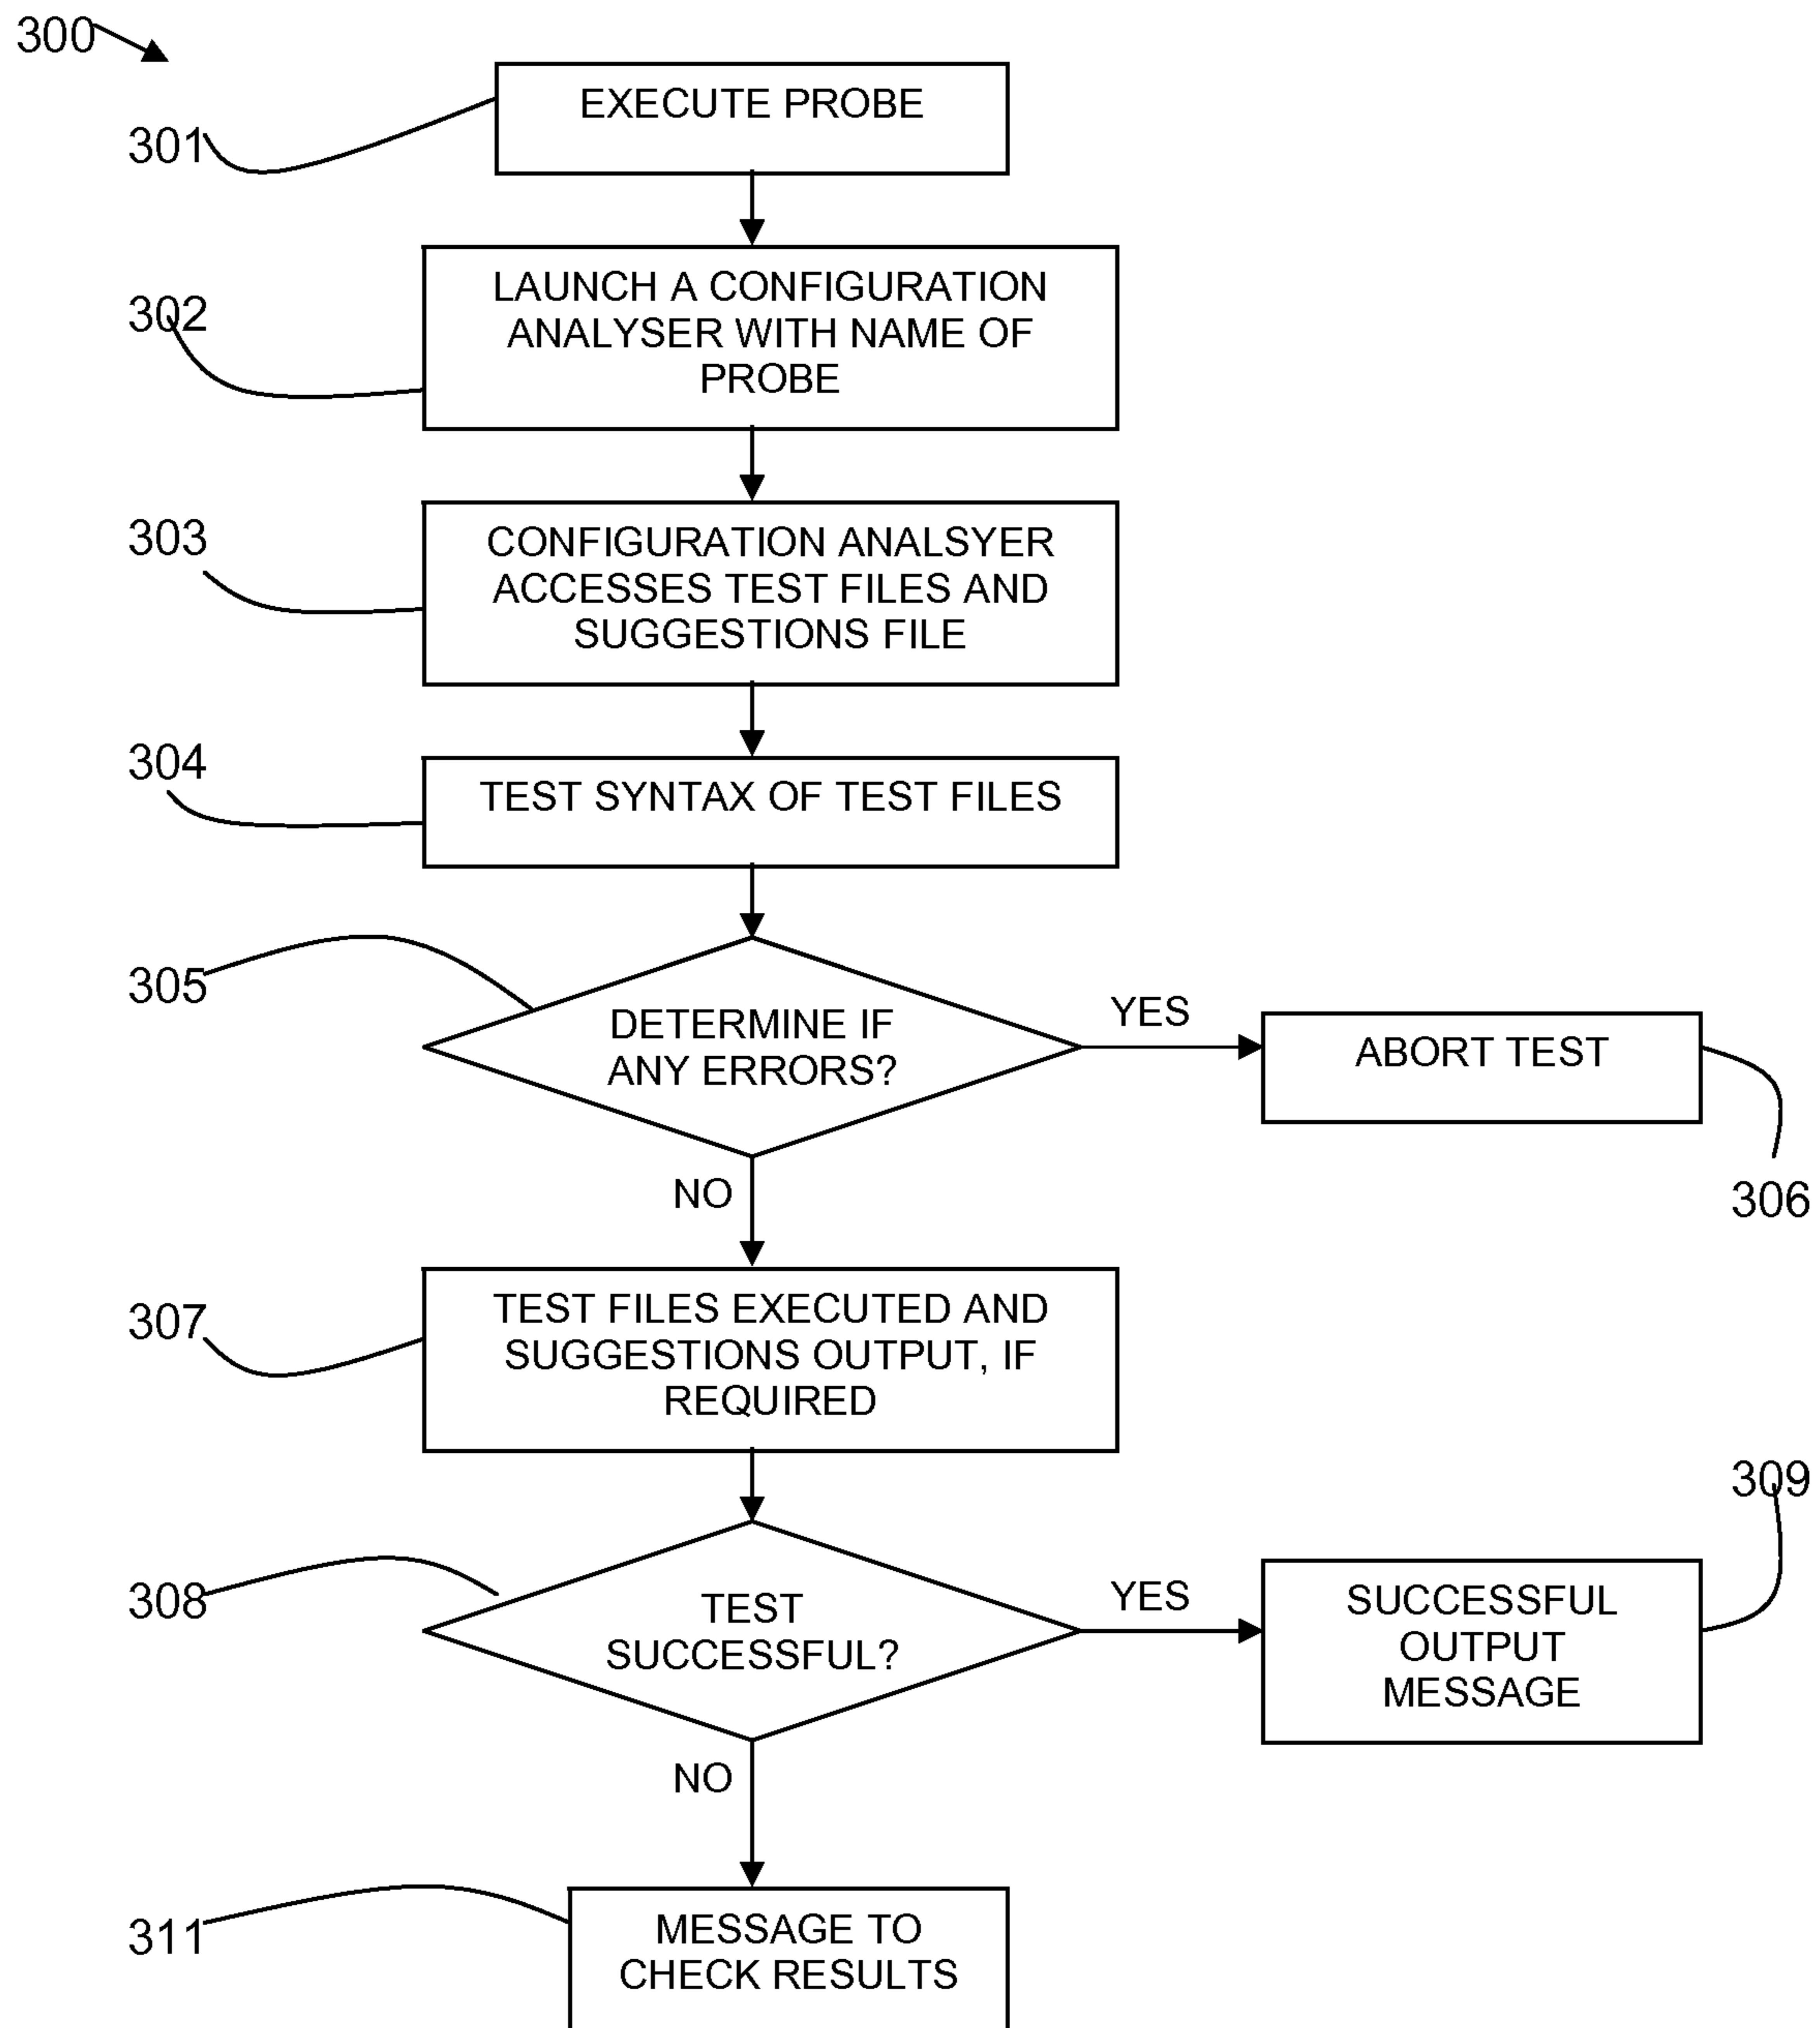 300
EXECUTE PROBE
301
LAUNCH A CONFIGURATION
ANALYSER WITH NAME OF
PROBE
302
CONFIGURATION ANALSYER
ACCESSES TEST FILES AND
SUGGESTIONS FILE
303
TEST SYNTAX OF TEST FILES
304
DETERMINE IF
ANY ERRORS?
305
YES
ABORT TEST
306
NO
TEST FILES EXECUTED AND
SUGGESTIONS OUTPUT, IF
REQUIRED
307
TEST
SUCCESSFUL?
308
YES
SUCCESSFUL
OUTPUT
MESSAGE
309
NO
MESSAGE TO
CHECK RESULTS
311